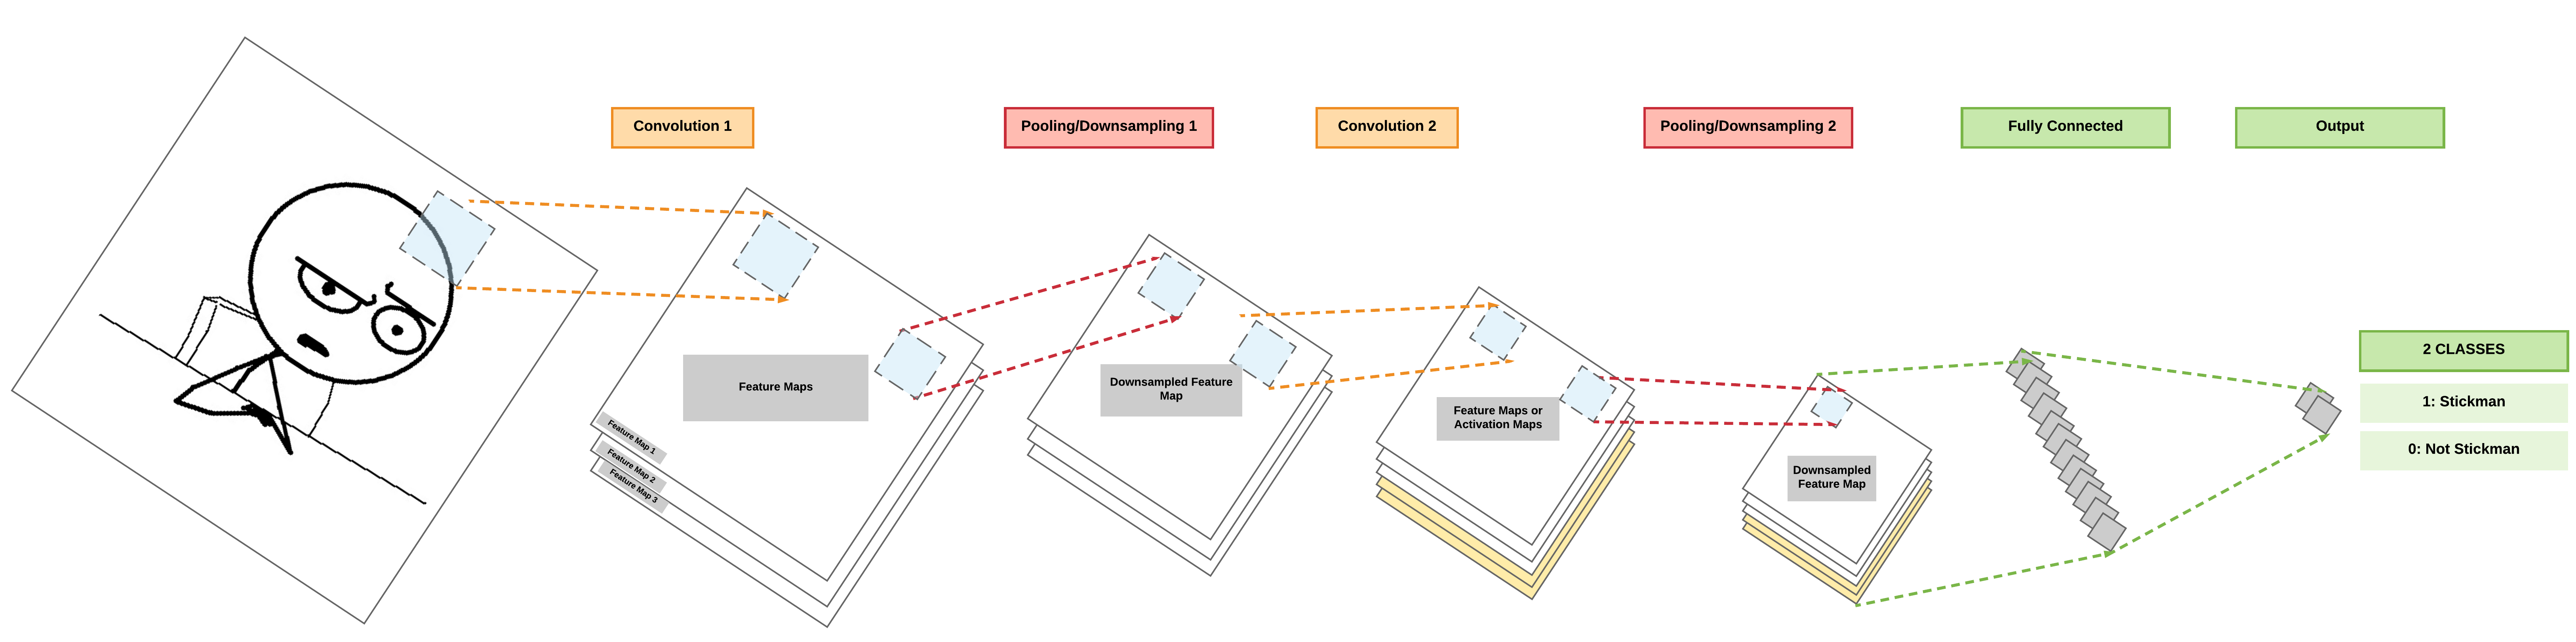 Convolution 1
Pooling/Downsampling 1
Convolution 2
Pooling/Downsampling 2
Fully Connected
Output
Feature Maps
Feature Map 1
Feature Map 2
Feature Map 3
Downsampled Feature
Map
Feature Maps or
Activation Maps
Downsampled
Feature Map
2 CLASSES
1: Stickman
0: Not Stickman